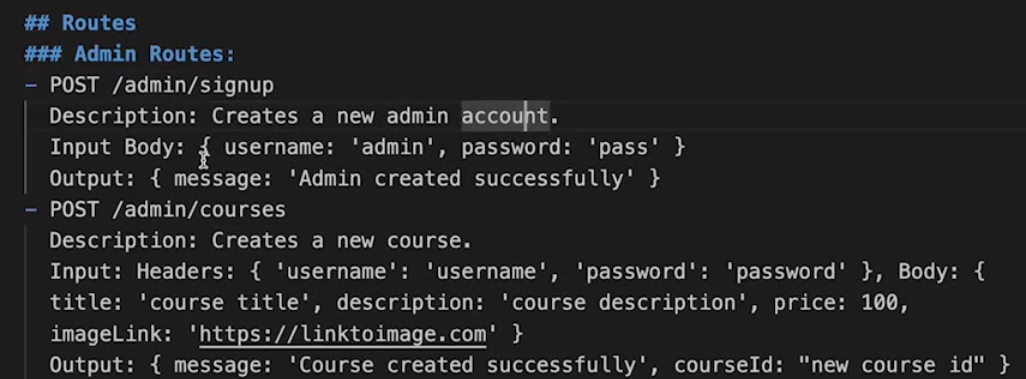 ## Routes
### Admin Routes:
- POST /admin/signup
Description: Creates a new admin account.
Input Body: { username: 'admin', password: 'pass' }
Output: { message: 'Admin created successfully' }
- POST /admin/courses
Description: Creates a new course.
Input: Headers: { 'username': 'username', 'password': 'password' }, Body: {
title: 'course title', description: 'course description', price: 100,
imageLink: 'https://linktoimage.com' }
Output: { message: 'Course created successfully', courseId: "new course id" }